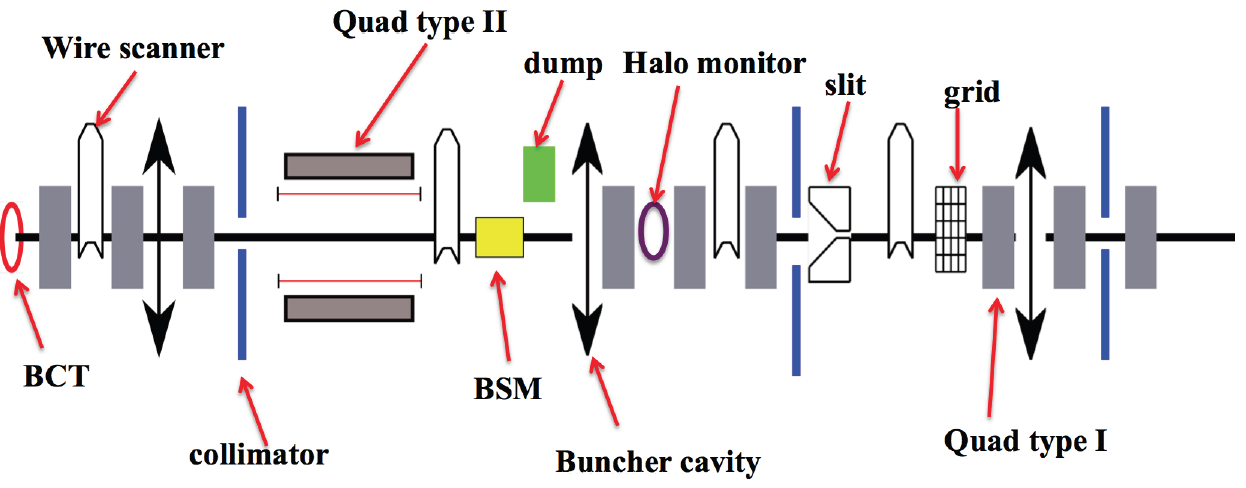 Wire scanner
Quad type II
dump
Halo monitor
slit
grid
BCT
collimator
BSM
Buncher cavity
Quad type I